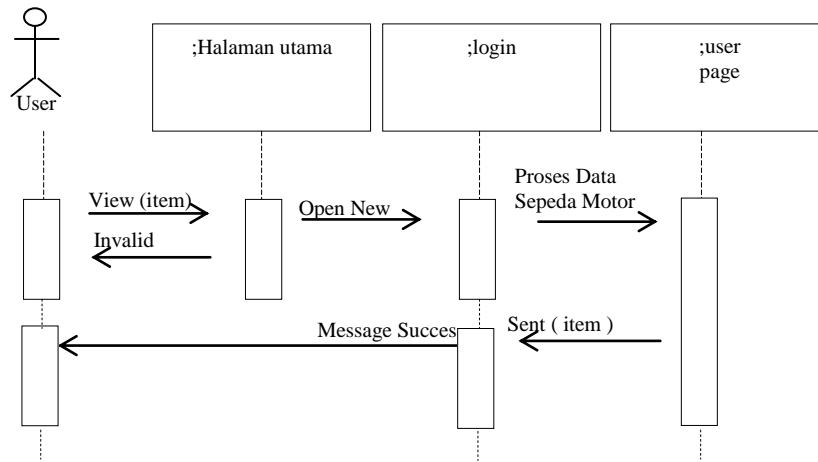 ;Halaman utama
;login
;user
page
User
Proses Data
Sepeda Motor
View (item)
Open New
Invalid
Message Succes
Sent ( item )